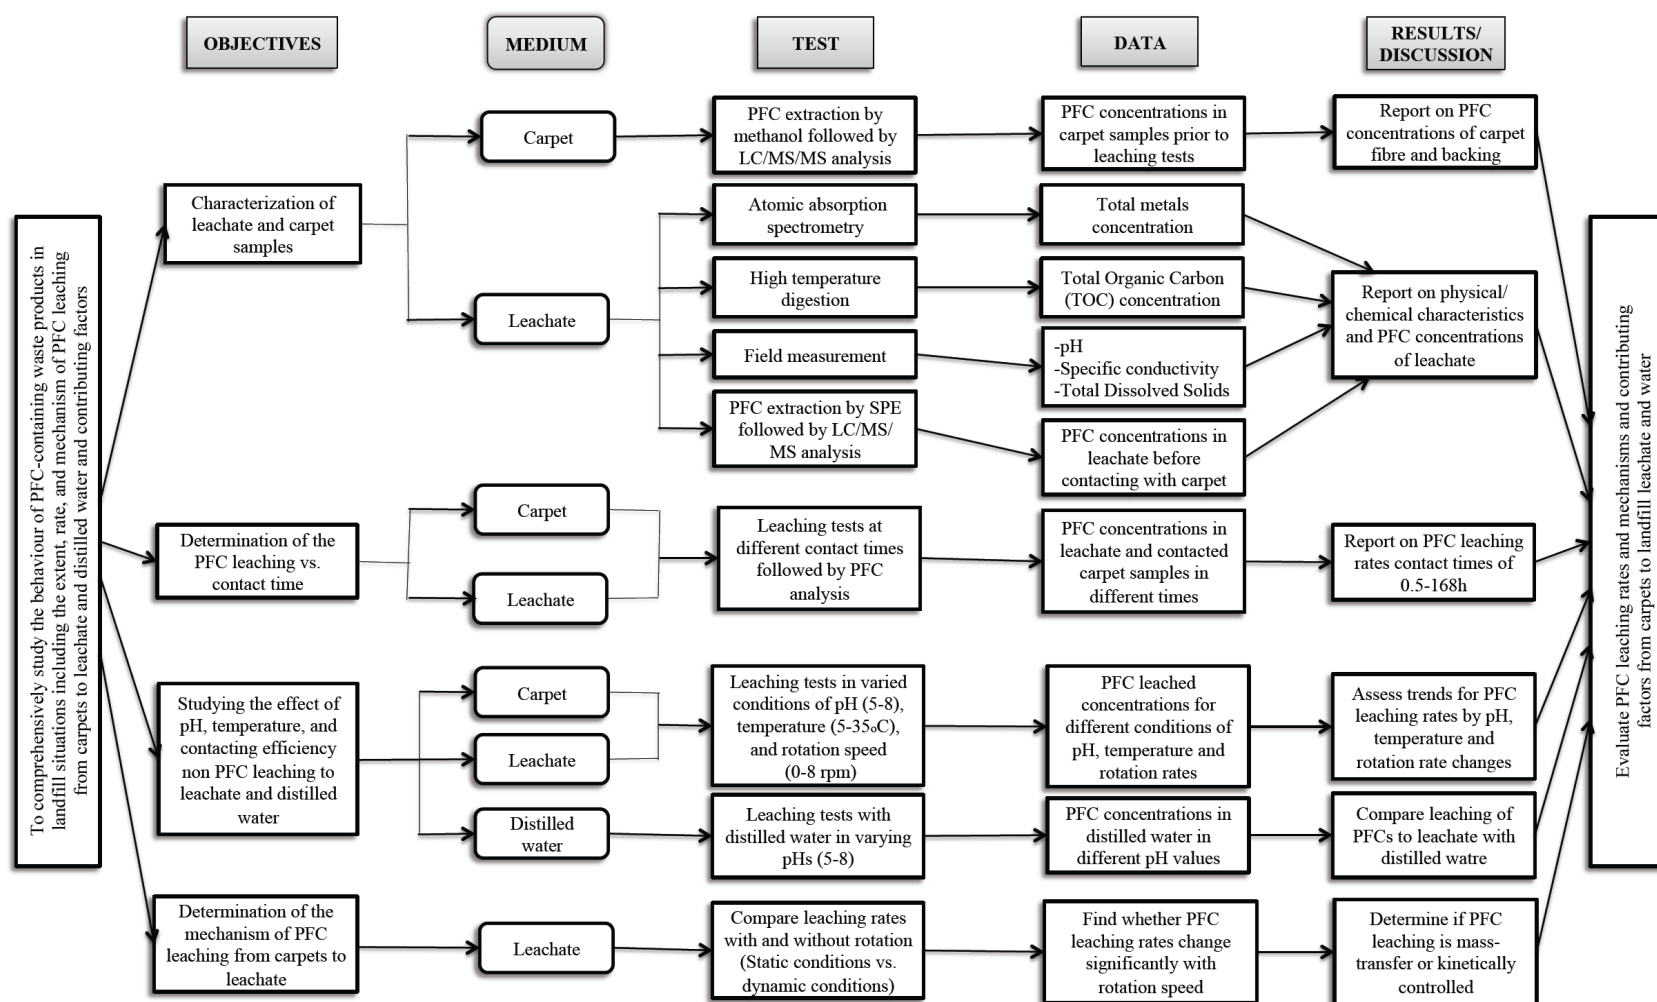 OBJECTIVES
MEDIUM
TEST
DATA
RESULTS/
DISCUSSION
To comprehensively study the behaviour of PFC-containing waste products in
landfill situations including the extent, rate, and mechanism of PFC leaching
from carpets to leachate and distilled water and contributing factors
Characterization of
leachate and carpet
samples
Carpet
PFC extraction by
methanol followed by
LC/MS/MS analysis
PFC concentrations in
carpet samples prior to
leaching tests
Report on PFC
concentrations of carpet
fibre and backing
Leachate
Atomic absorption
spectrometry
Total metals
concentration
High temperature
digestion
Total Organic Carbon
(TOC) concentration
Field measurement
-pH
-Specific conductivity
-Total Dissolved Solids
PFC extraction by SPE
followed by LC/MS/
MS analysis
PFC concentrations in
leachate before
contacting with carpet
Report on physical/
chemical characteristics
and PFC concentrations
of leachate
Determination of the
PFC leaching vs.
contact time
Carpet
Leachate
Leaching tests at
different contact times
followed by PFC
analysis
PFC concentrations in
leachate and contacted
carpet samples in
different times
Report on PFC leaching
rates contact times of
0.5-168h
Studying the effect of
pH, temperature, and
contacting efficiency
non PFC leaching to
leachate and distilled
water
Carpet
Leachate
Leaching tests in varied
conditions of pH (5-8),
temperature (5-35oC),
and rotation speed
(0-8 rpm)
PFC leached
concentrations for
different conditions of
pH, temperature and
rotation rates
Assess trends for PFC
leaching rates by pH,
temperature and
rotation rate changes
Distilled
water
Leaching tests with
distilled water in varying
pHs (5-8)
PFC concentrations in
distilled water in
different pH values
Compare leaching of
PFCs to leachate with
distilled watre
Determination of the
mechanism of PFC
leaching from carpets to
leachate
Leachate
Compare leaching rates
with and without rotation
(Static conditions vs.
dynamic conditions)
Find whether PFC
leaching rates change
significantly with
rotation speed
Determine if PFC
leaching is mass-
transfer or kinetically
controlled
Evaluate PFC leaching rates and mechanisms and contributing
factors from carpets to landfill leachate and water